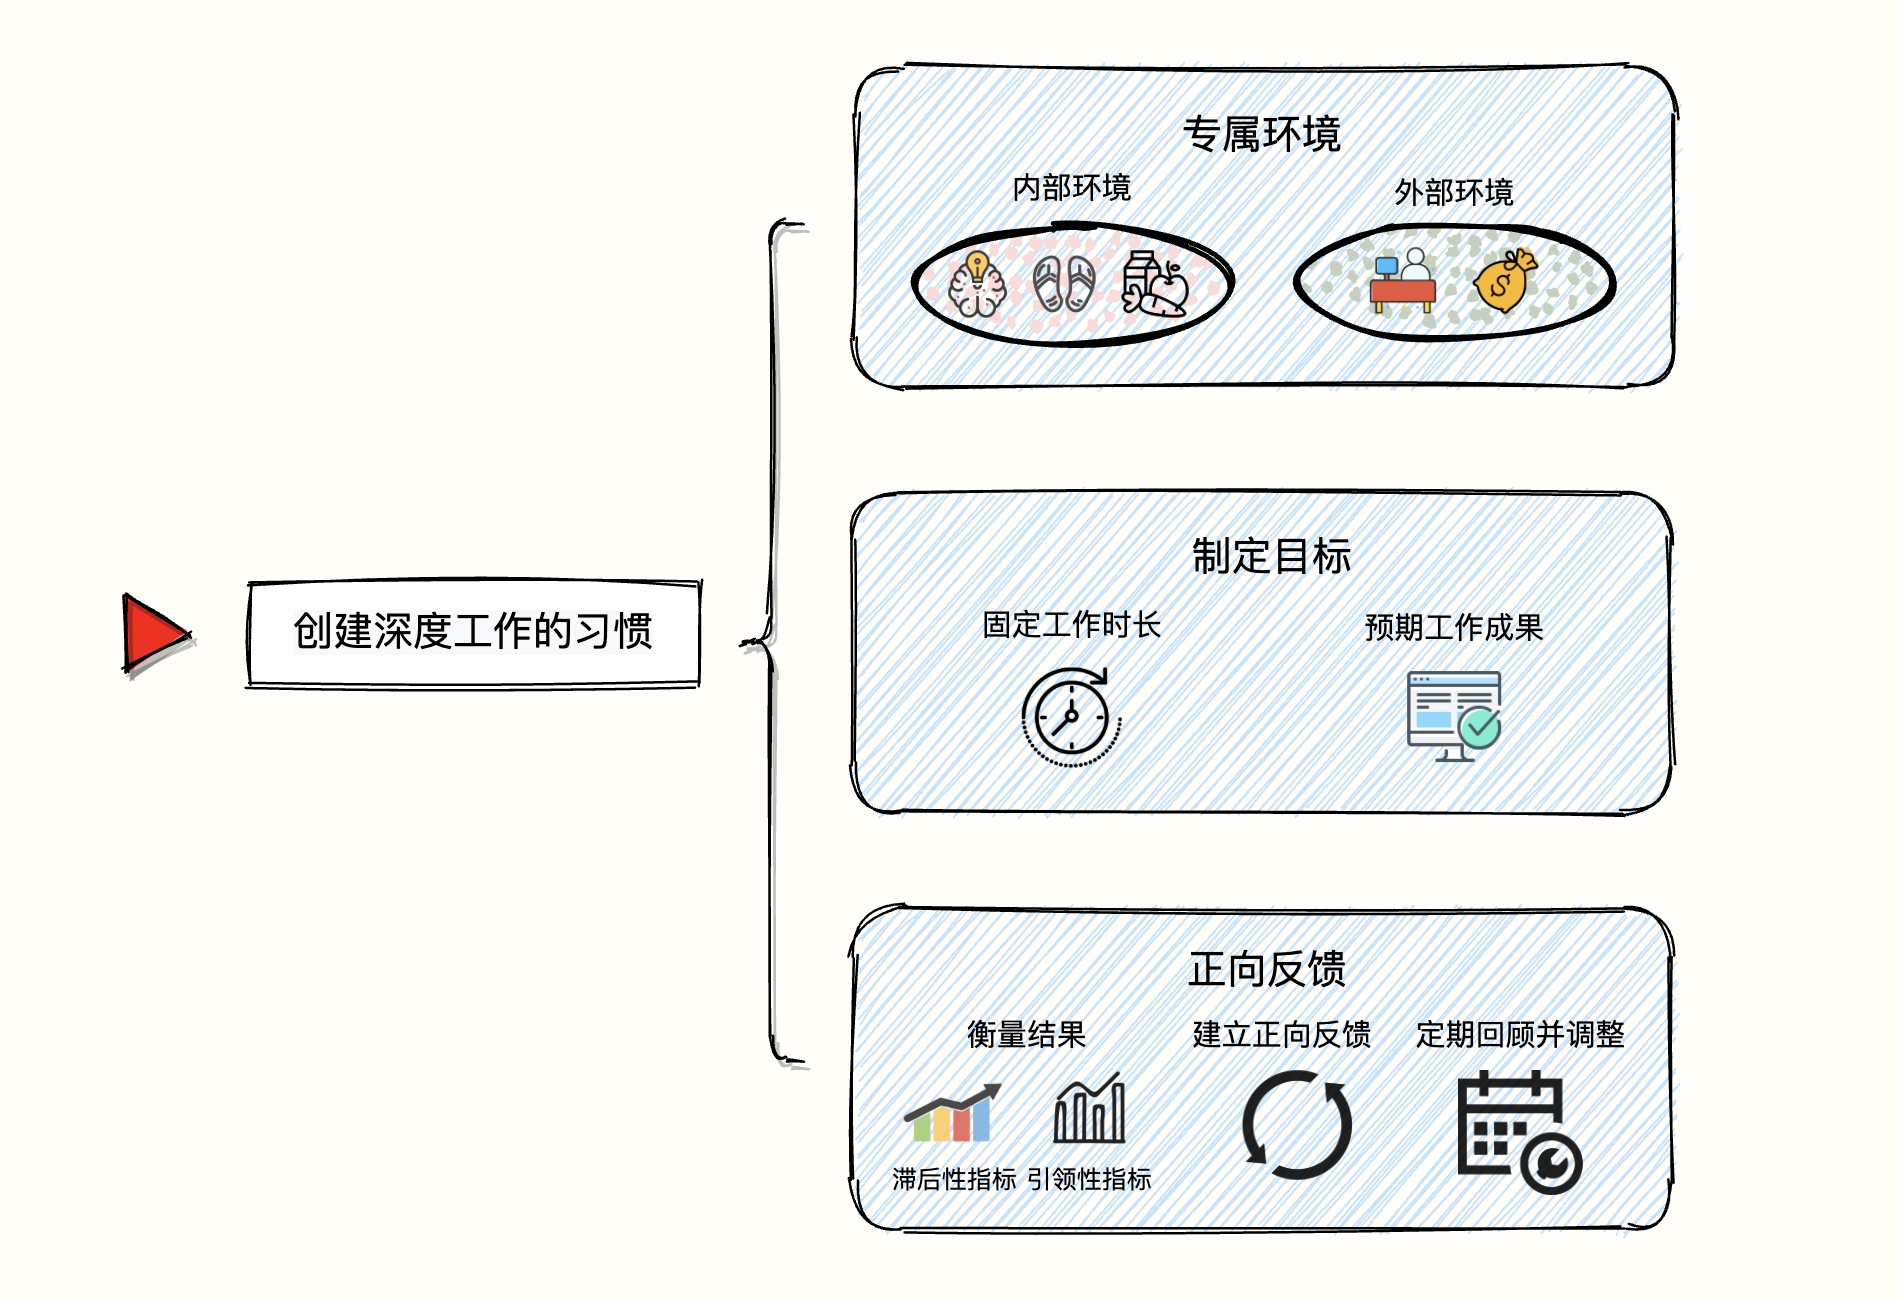 创建深度工作的习惯
专属环境
内部环境
外部环境
制定目标
固定工作时长
预期工作成果
正向反馈
衡量结果
建立正向反馈
定期回顾并调整
滞后性指标
引领性指标